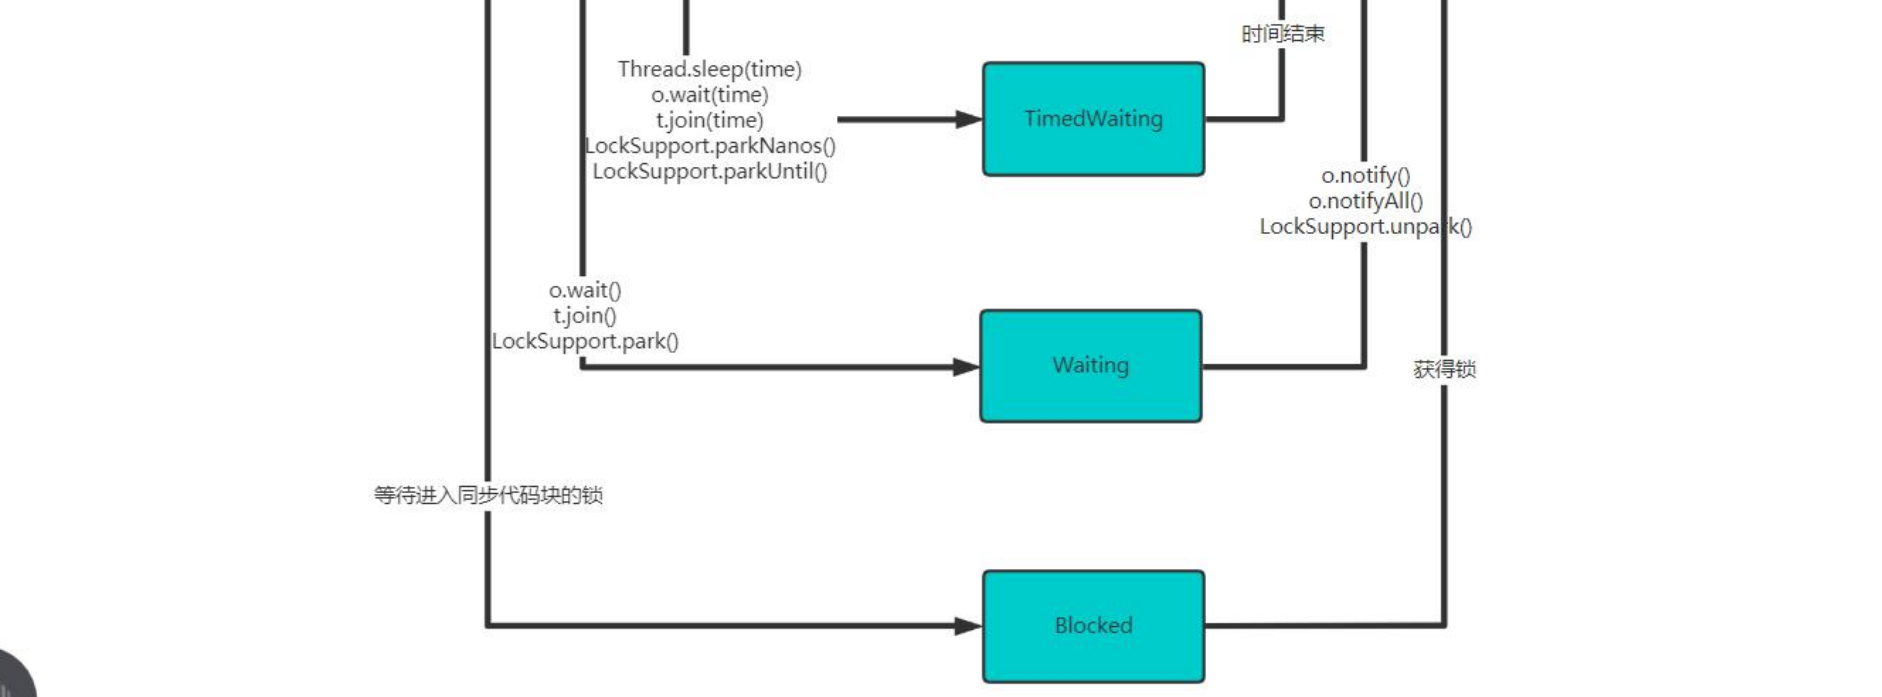 时间结束
Thread.sleep(time)
o.wait(time)
t.join(time)
LockSupport.parkNanos()
LockSupport.parkUntil()
TimedWaiting
o.notify()
o.notifyAll()
LockSupport.unpark()
o.wait()
t.join()
LockSupport.park()
Waiting
获得锁
等待进入同步代码块的锁
Blocked